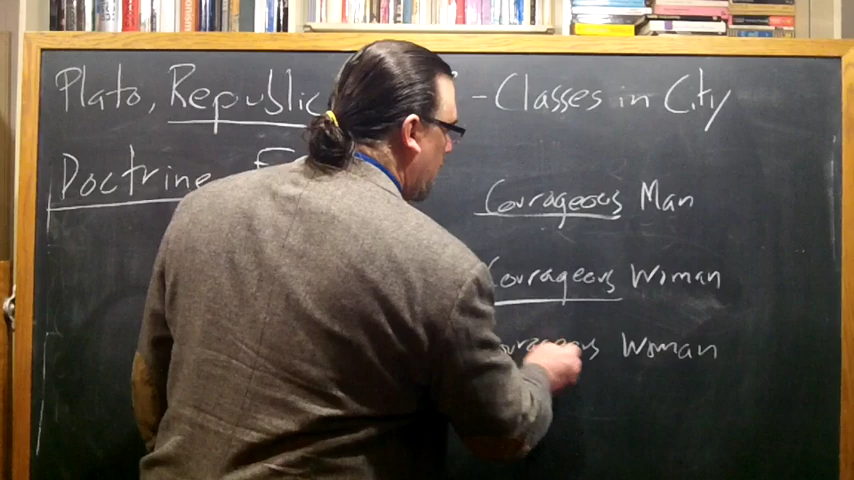 Plato, Republic - Classes in City
Doctrine
Courageous Man
Courageous Woman
Woman